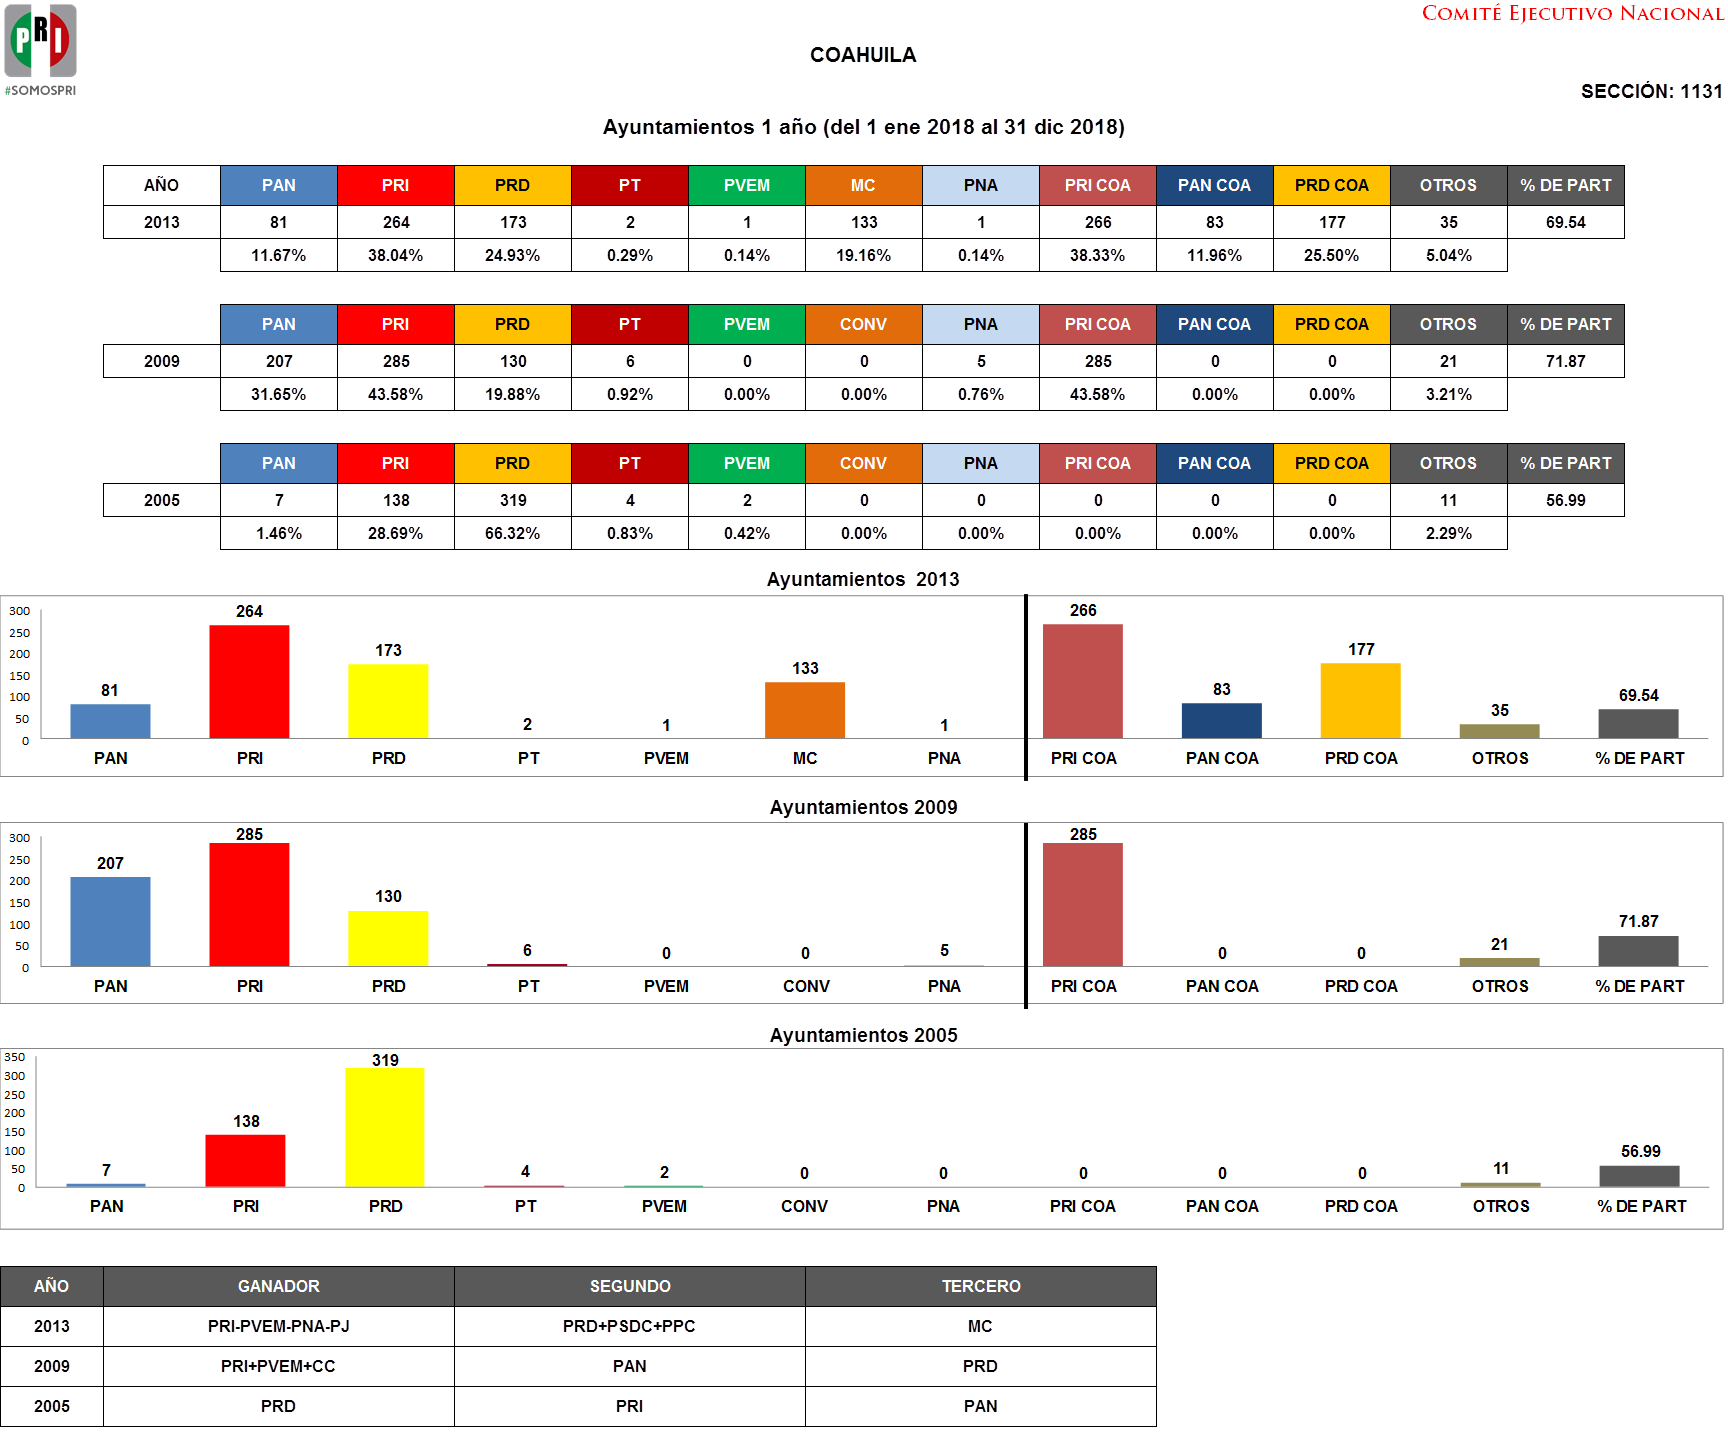 PRI
#SOMOSPRI
COMITÉ EJECUTIVO NACIONAL
COAHUILA
SECCIÓN: 1131
Ayuntamientos 1 año (del 1 ene 2018 al 31 dic 2018)
AÑO PAN PRI PRD PT PVEM MC PNA PRI COA PAN COA PRD COA OTROS % DE PART
2013 81 264 173 2 1 133 1 266 83 177 35 69.54
11.67% 38.04% 24.93% 0.29% 0.14% 19.16% 0.14% 38.33% 11.96% 25.50% 5.04%
PAN PRI PRD PT PVEM CONV PNA PRI COA PAN COA PRD COA OTROS % DE PART
2009 207 285 130 6 0 0 5 285 0 0 21 71.87
31.65% 43.58% 19.88% 0.92% 0.00% 0.00% 0.76% 43.58% 0.00% 0.00% 3.21%
PAN PRI PRD PT PVEM CONV PNA PRI COA PAN COA PRD COA OTROS % DE PART
2005 7 138 319 4 2 0 0 0 0 0 11 56.99
1.46% 28.69% 66.32% 0.83% 0.42% 0.00% 0.00% 0.00% 0.00% 0.00% 2.29%
Ayuntamientos 2013
300
250
200
150
100
50
0
81 264 173 2 1 133 1 266 83 177 35 69.54
PAN PRI PRD PT PVEM MC PNA PRI COA PAN COA PRD COA OTROS % DE PART
Ayuntamientos 2009
300
250
200
150
100
50
0
207 285 130 6 0 0 5 285 0 0 21 71.87
PAN PRI PRD PT PVEM CONV PNA PRI COA PAN COA PRD COA OTROS % DE PART
Ayuntamientos 2005
350
300
250
200
150
100
50
0
7 138 319 4 2 0 0 0 0 0 11 56.99
PAN PRI PRD PT PVEM CONV PNA PRI COA PAN COA PRD COA OTROS % DE PART
AÑO GANADOR SEGUNDO TERCERO
2013 PRI-PVEM-PNA-PJ PRD+PSDC+PPC MC
2009 PRI+PVEM+CC PAN PRD
2005 PRD PRI PAN